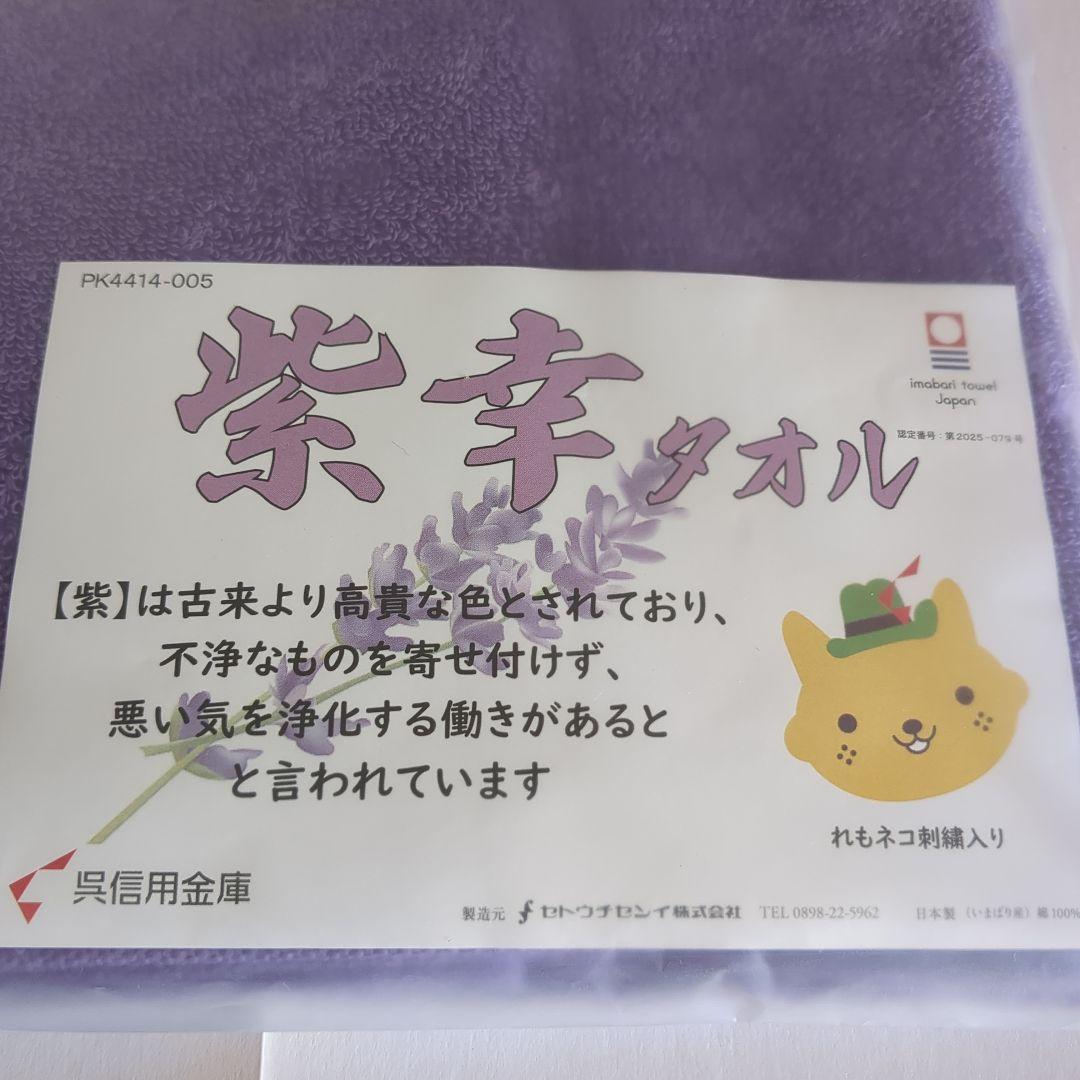 PK4414-005
紫幸タオル
imabari towel
Japan
認定番号：第2025-079号
【紫】は古来より高貴な色とされており、
不浄なものを寄せ付けず、
悪い気を浄化する働きがあると
と言われています
れもネコ刺繍入り
呉信用金庫
製造元 セトウチセンイ株式会社 TEL 0898-22-5962 日本製（いまばり産）綿100%